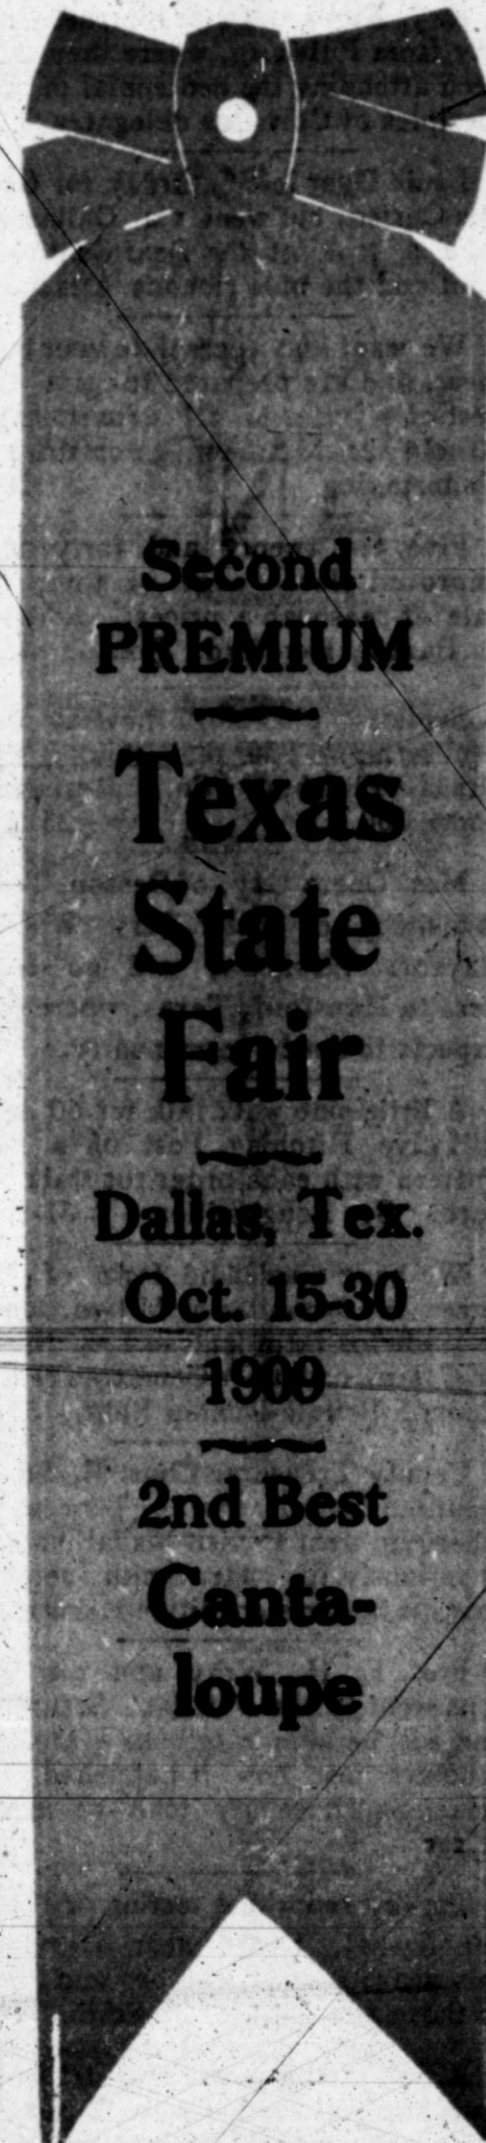 Second
PREMIUM
Texas
State
Fair
Dallas, Tex.
Oct. 15-30
1909
2nd Best
Canta-
loupe